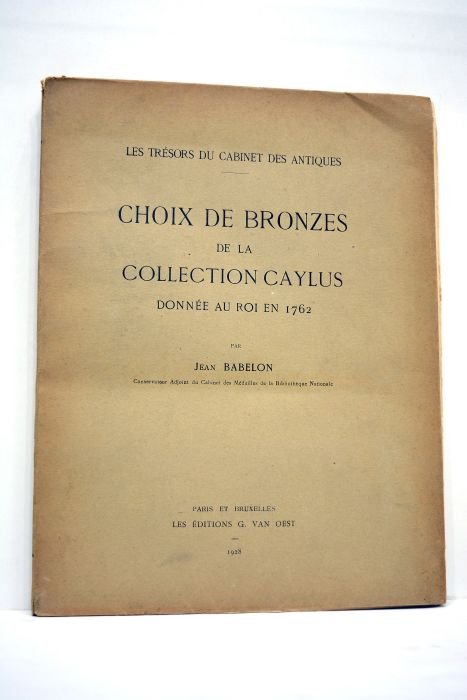 LES TRÉSORS DU CABINET DES ANTIQUES
CHOIX DE BRONZES
DE LA
COLLECTION CAYLUS
DONNÉE AU ROI EN 1762
PAR
JEAN BABELON
Conservateur Adjoint du Cabinet des Médailles de la Bibliothèque Nationale
PARIS ET BRUXELLES
LES ÉDITIONS G. VAN OEST
1928